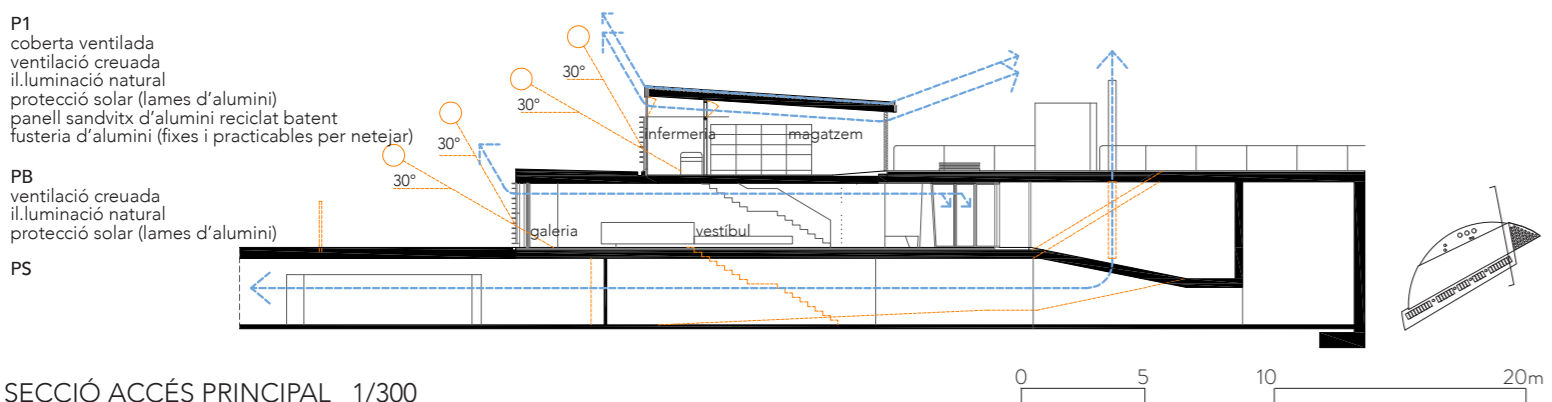 P1
coberta ventilada
ventilació creuada
il.luminació natural
protecció solar (lames d'alumini)
panell sandvitx d'alumini reciclat batent
fusteria d'alumini (fixes i practicables per netejar)
PB
ventilació creuada
il.luminació natural
protecció solar (lames d'alumini)
PS
30°
30°
30°
30°
infermeria
magatzem
galeria
vestíbul
SECCIÓ ACCÉS PRINCIPAL 1/300
0 5 10 20m